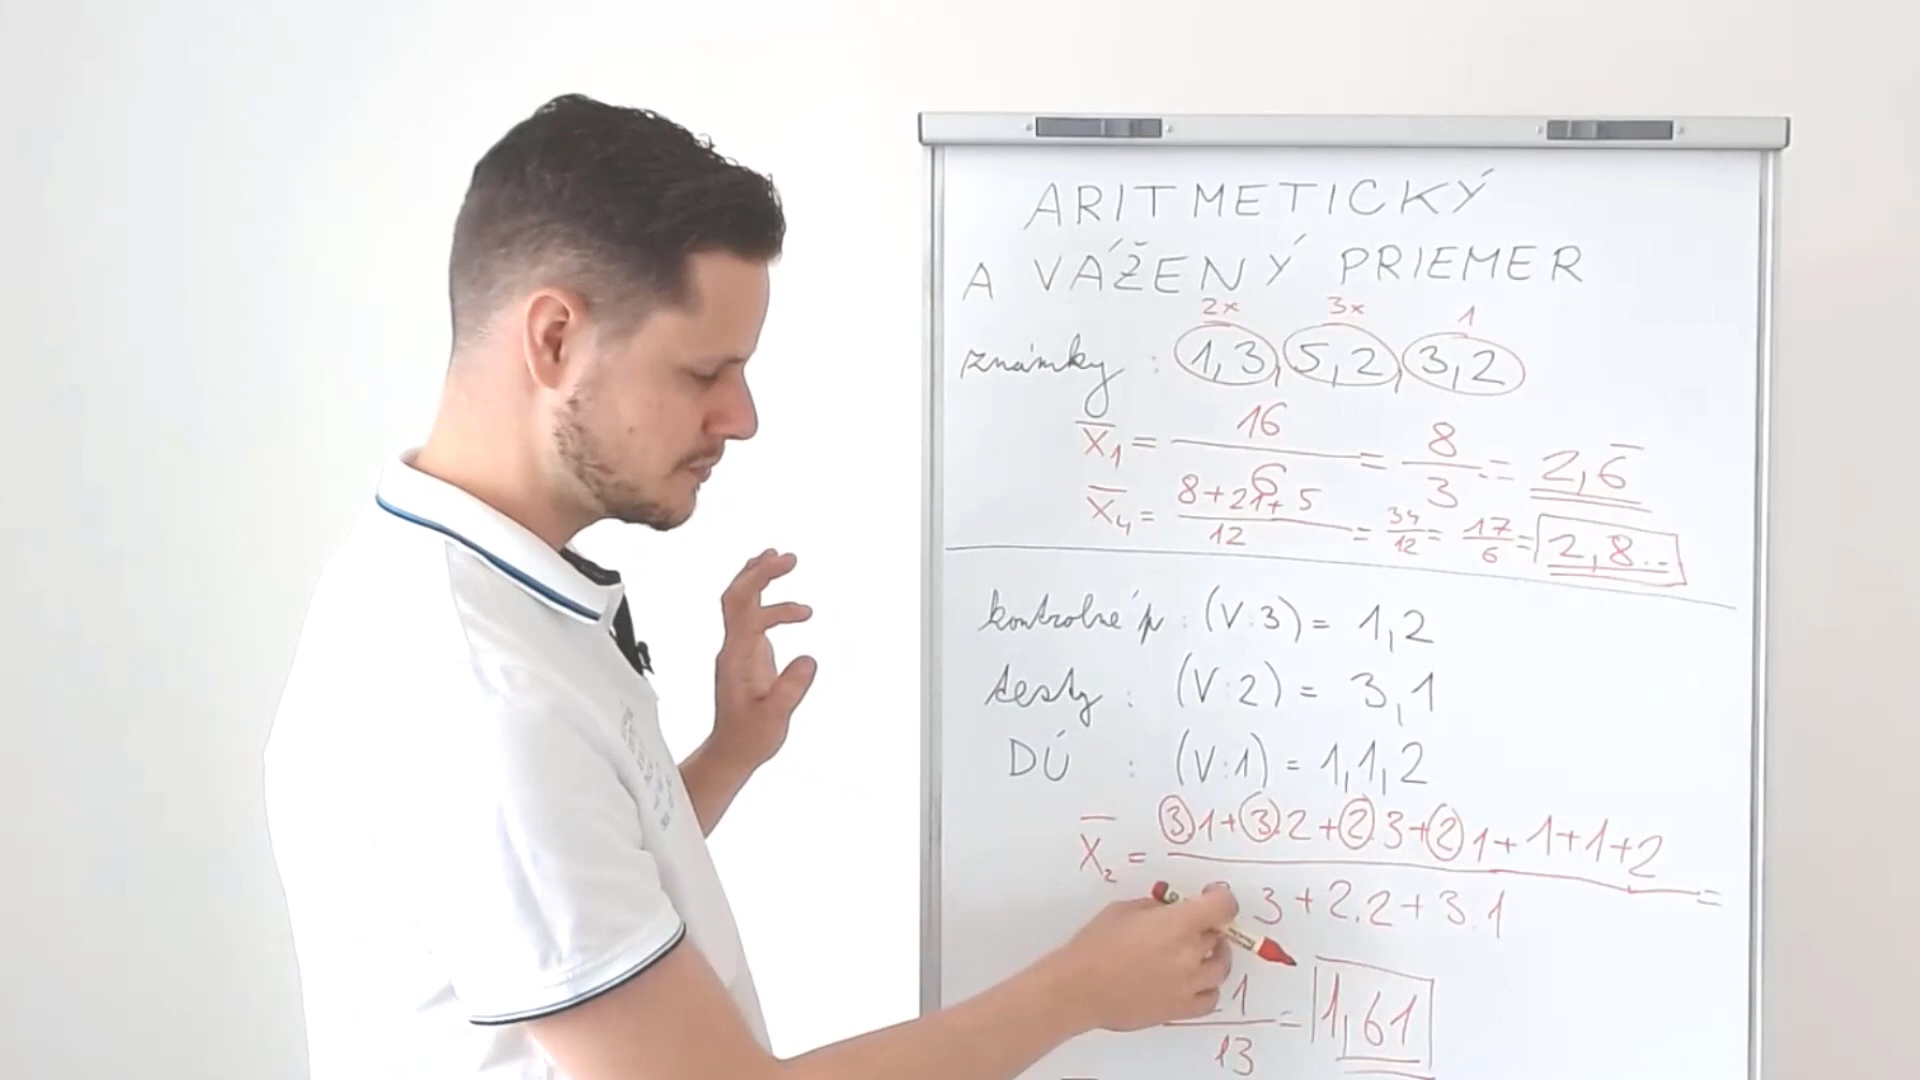 ARITMETICKÝ
A VÁŽENÝ PRIEMER
2x 3x 1
známky : 1,3, 5,2, 3,2
X̅₁ = 16/6 = 8/3 = 2,6̅
X̅₄ = 8+21+5/12 = 34/12 = 17/6 = 2,8..
kontrolné p : (V:3) = 1,2
testy : (V:2) = 3,1
DÚ : (V:1) = 1,1,2
X̅₂ = 3.1+3.2+2.3+2.1+1+1+2 =
3+2.2+3.1
1/13 = 1,61